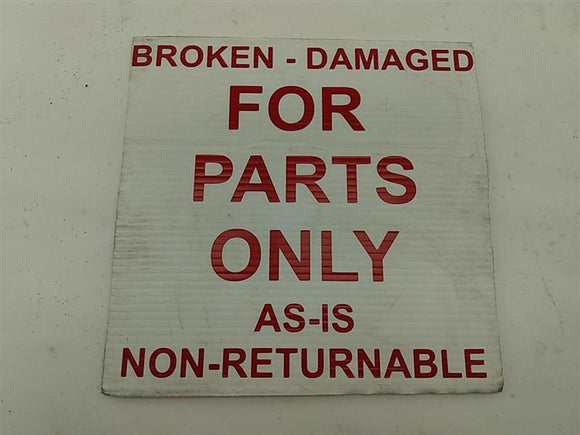 BROKEN - DAMAGED
FOR
PARTS
ONLY
AS-IS
NON-RETURNABLE